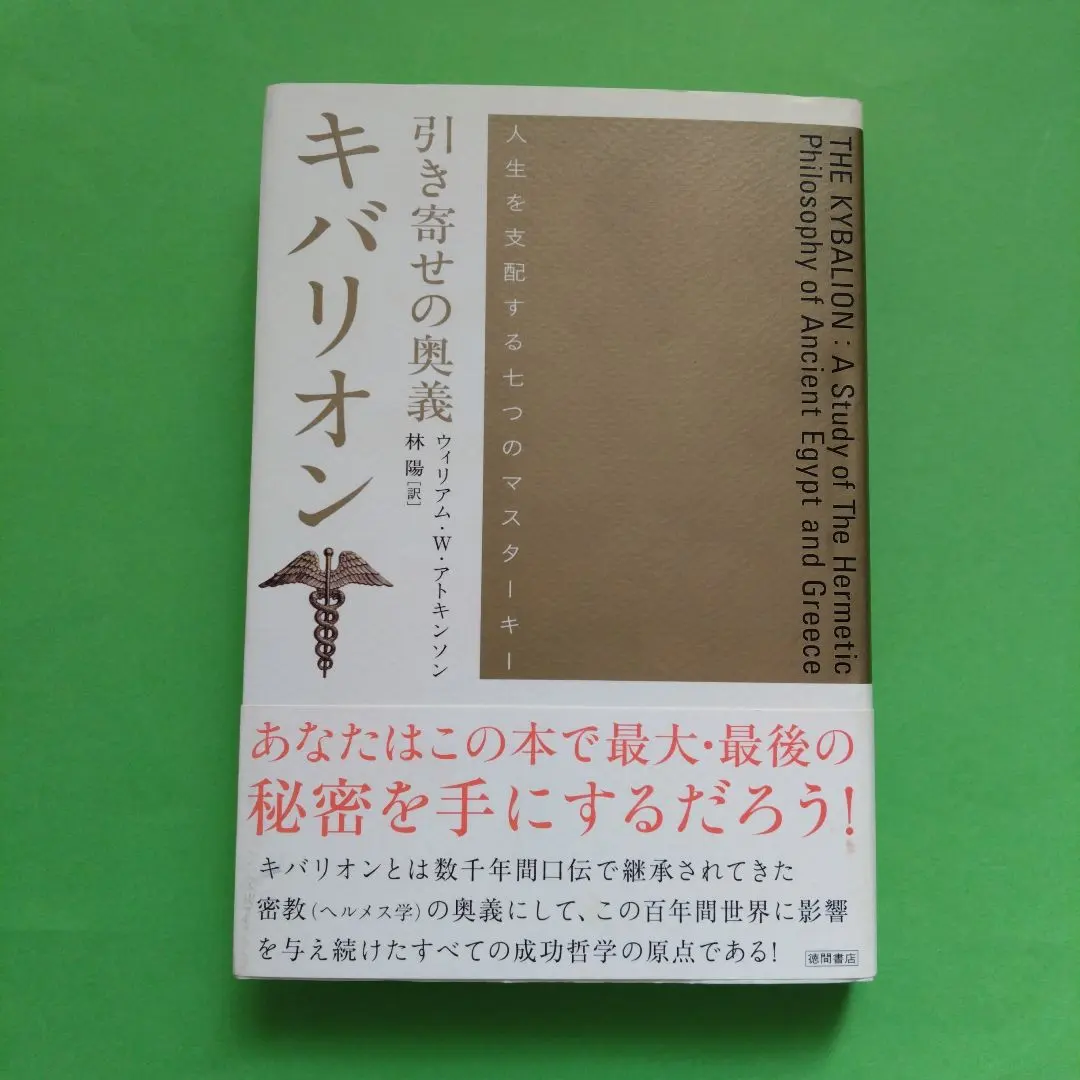 THE KYBALION : A Study of The Hermetic
Philosophy of Ancient Egypt and Greece
人生を支配する七つのマスターキー
引き寄せの奥義
キバリオン
ウィリアム・W・アトキンソン
林 陽[訳]
あなたはこの本で最大・最後の
秘密を手にするだろう!
キバリオンとは数千年間口伝で継承されてきた
密教(ヘルメス学)の奥義にして、この百年間世界に影響
を与え続けたすべての成功哲学の原点である!
徳間書店